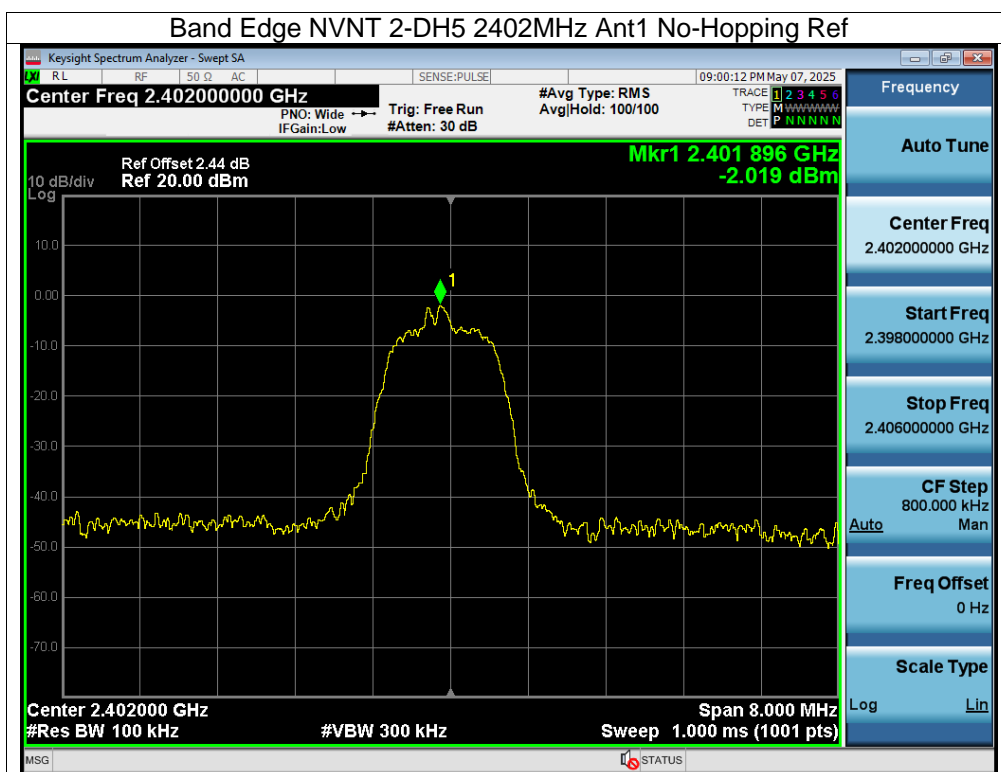 Band Edge NVNT 2-DH5 2402MHz Ant1 No-Hopping Ref
Keysight Spectrum Analyzer - Swept SA
LXI RL RF 50 Ω AC SENSE:PULSE 09:00:12 PM May 07, 2025
Center Freq 2.402000000 GHz
PNO: Wide
IFGain:Low
Trig: Free Run
#Atten: 30 dB
#Avg Type: RMS
Avg|Hold: 100/100
TRACE 1 2 3 4 5 6
TYPE M WWWWW
DET P N N N N N
Ref Offset 2.44 dB
10 dB/div Ref 20.00 dBm
Log
Mkr1 2.401 896 GHz
-2.019 dBm
1
10.0
0.00
-10.0
-20.0
-30.0
-40.0
-50.0
-60.0
-70.0
Center 2.402000 GHz Span 8.000 MHz
#Res BW 100 kHz #VBW 300 kHz Sweep 1.000 ms (1001 pts)
MSG STATUS
Frequency
Auto Tune
Center Freq
2.402000000 GHz
Start Freq
2.398000000 GHz
Stop Freq
2.406000000 GHz
CF Step
800.000 kHz
Auto Man
Freq Offset
0 Hz
Scale Type
Log Lin